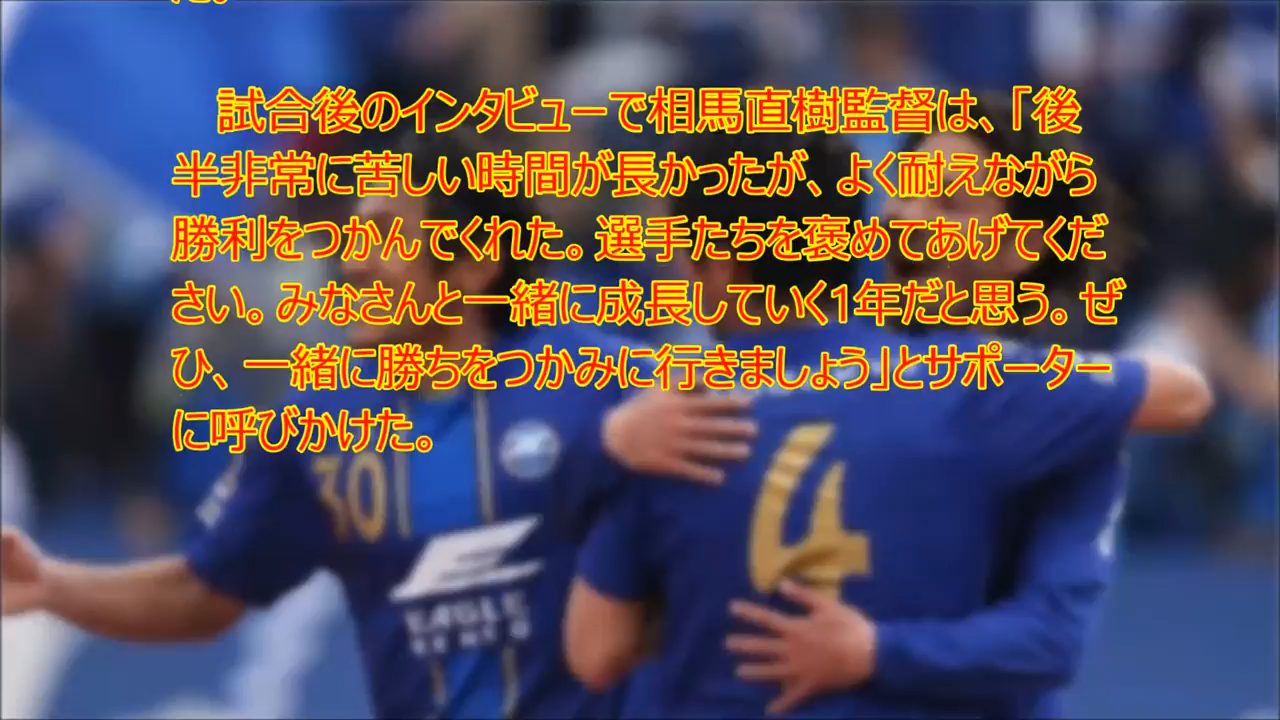 試合後のインタビューで相馬直樹監督は、「後
半非常に苦しい時間が長かったが、よく耐えながら
勝利をつかんでくれた。選手たちを褒めてあげてくだ
さい。みなさんと一緒に成長していく1年だと思う。ぜ
ひ、一緒に勝ちをつかみに行きましょう」とサポーター
に呼びかけた。
30
4
EAGLE